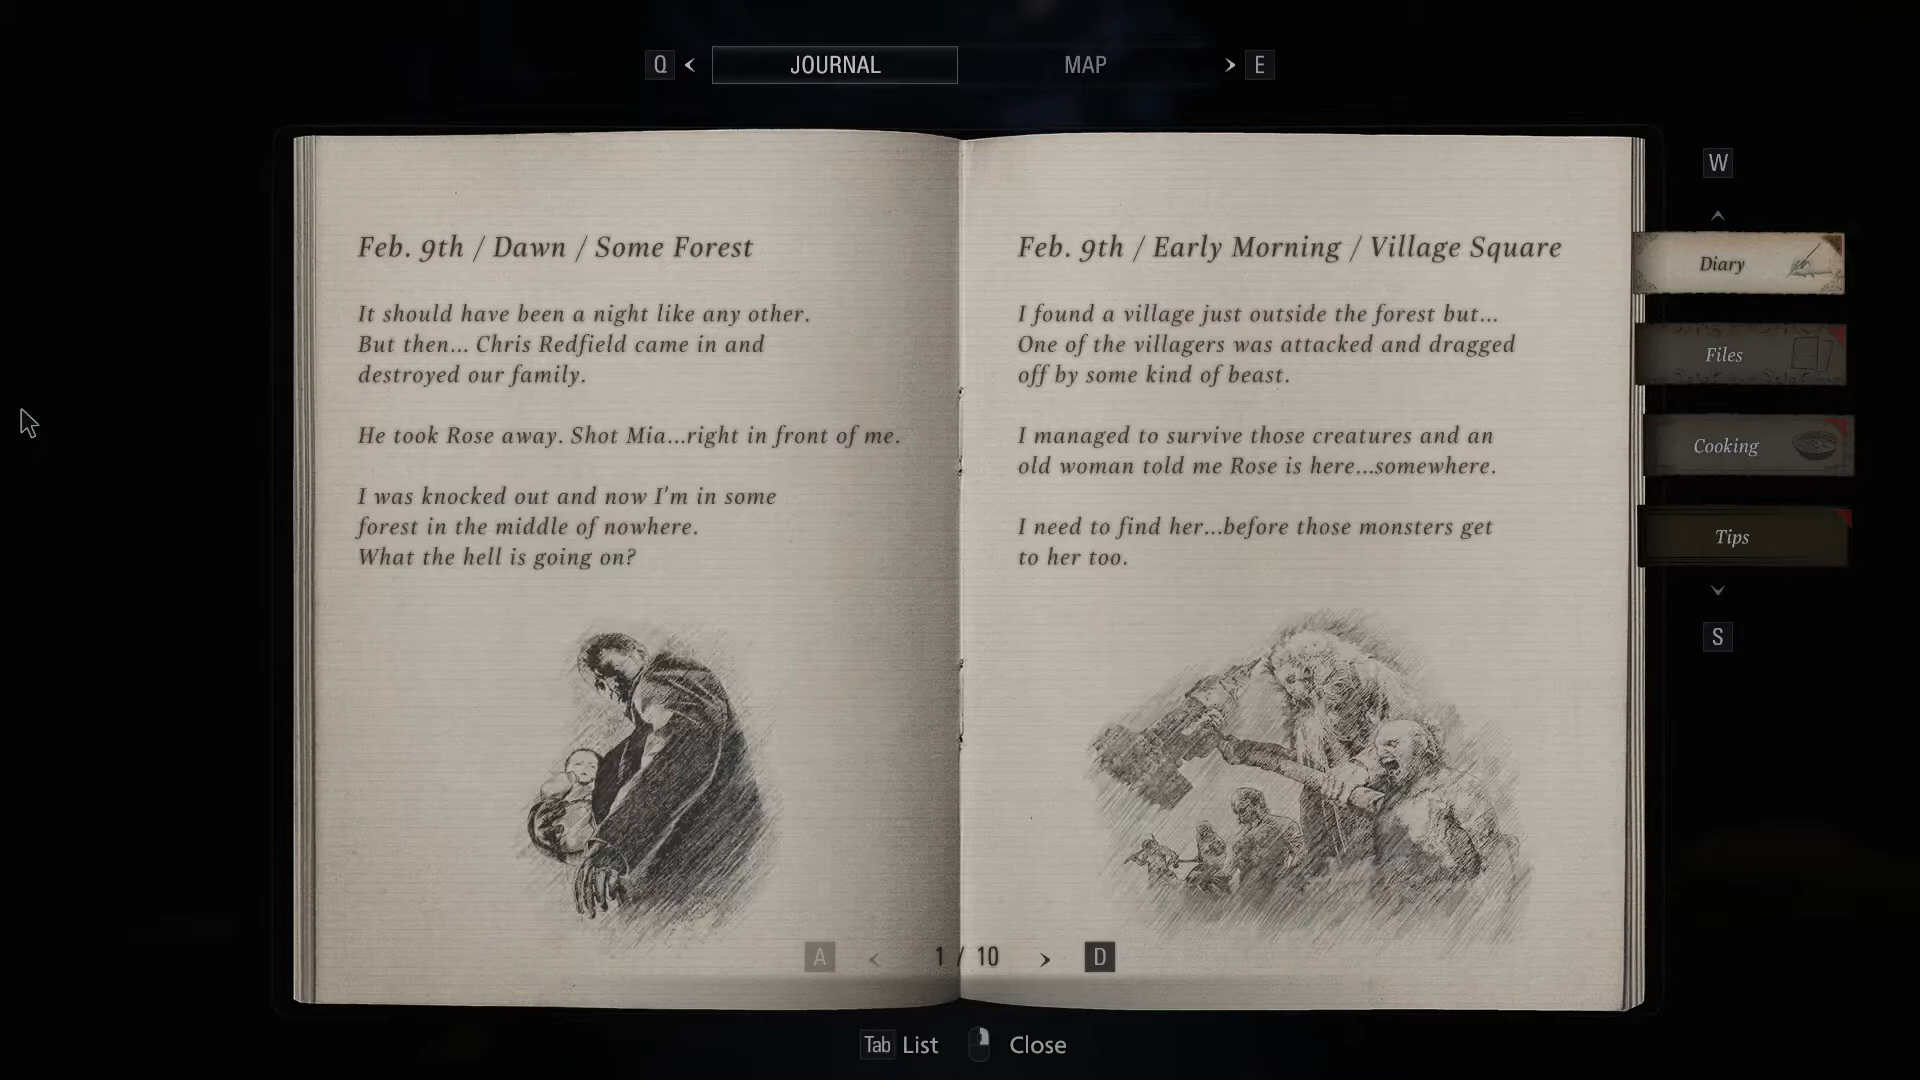 Q < JOURNAL MAP > E
Feb. 9th / Dawn / Some Forest
It should have been a night like any other.
But then... Chris Redfield came in and
destroyed our family.
He took Rose away. Shot Mia...right in front of me.
I was knocked out and now I'm in some
forest in the middle of nowhere.
What the hell is going on?
Feb. 9th / Early Morning / Village Square
I found a village just outside the forest but...
One of the villagers was attacked and dragged
off by some kind of beast.
I managed to survive those creatures and an
old woman told me Rose is here...somewhere.
I need to find her...before those monsters get
to her too.
W
Diary
Files
Cooking
Tips
S
A < 1 / 10 > D
Tab List Close